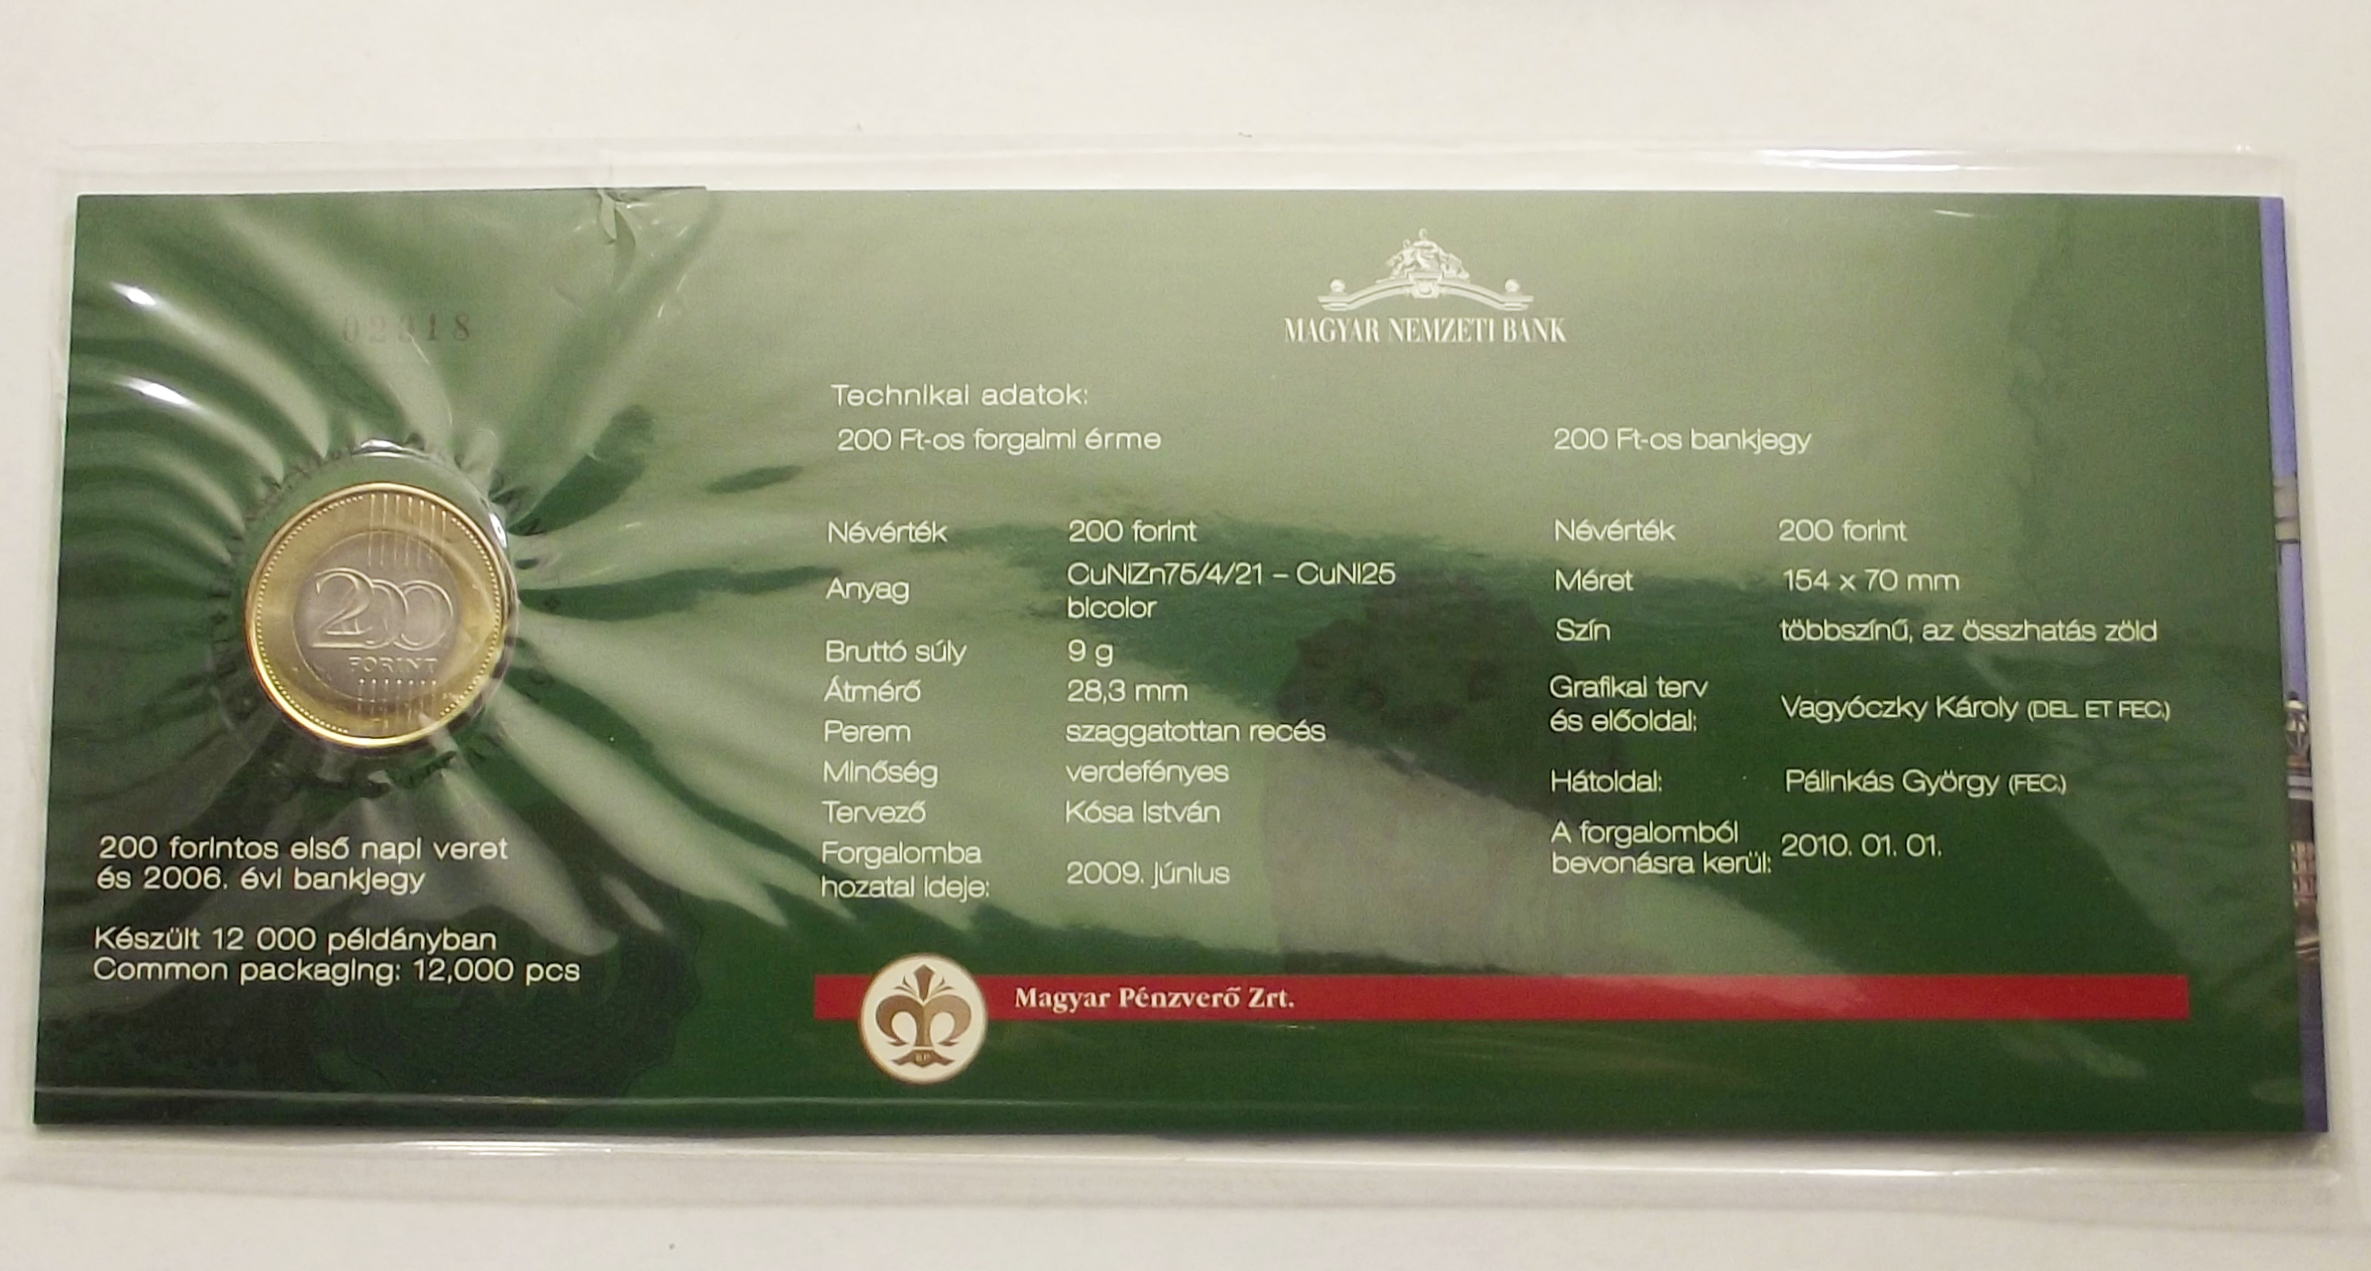 02318
MAGYAR NEMZETI BANK
Technikai adatok:
200 Ft-os forgalmi érme
Névérték 200 forint
Anyag CuNiZn75/4/21 – CuNi25
bicolor
Bruttó súly 9 g
Átmérő 28,3 mm
Perem szaggatottan recés
Minőség verdefényes
Tervező Kósa István
Forgalomba
hozatal ideje: 2009. június
200 Ft-os bankjegy
Névérték 200 forint
Méret 154 x 70 mm
Szín többszínű, az összhatás zöld
Grafikai terv
és előoldal: Vagyóczky Károly (DEL. ET FEC.)
Hátoldal: Pálinkás György (FEC.)
A forgalomból
bevonásra kerül: 2010. 01. 01.
200
FORINT
200 forintos első napi veret
és 2006. évi bankjegy
Készült 12 000 példányban
Common packaging: 12,000 pcs
Magyar Pénzverő Zrt.
BP